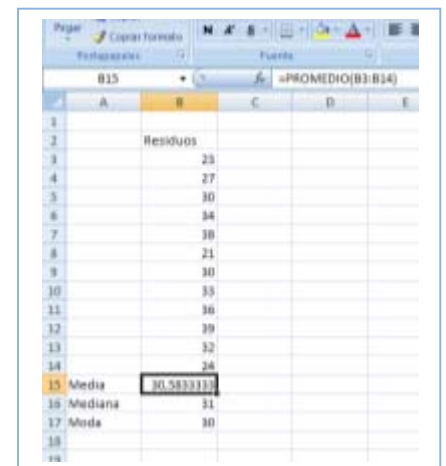 Pegar Copiar formato N K S A
Portapapeles Fuente
B15 fx =PROMEDIO(B3:B14)
A B C D E
1
2 Residuos
3 23
4 27
5 30
6 34
7 38
8 21
9 30
10 33
11 36
12 39
13 32
14 24
15 Media 30,5833333
16 Mediana 31
17 Moda 30
18
19